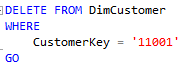 DELETE FROM DimCustomer
WHERE
CustomerKey = '11001'
GO